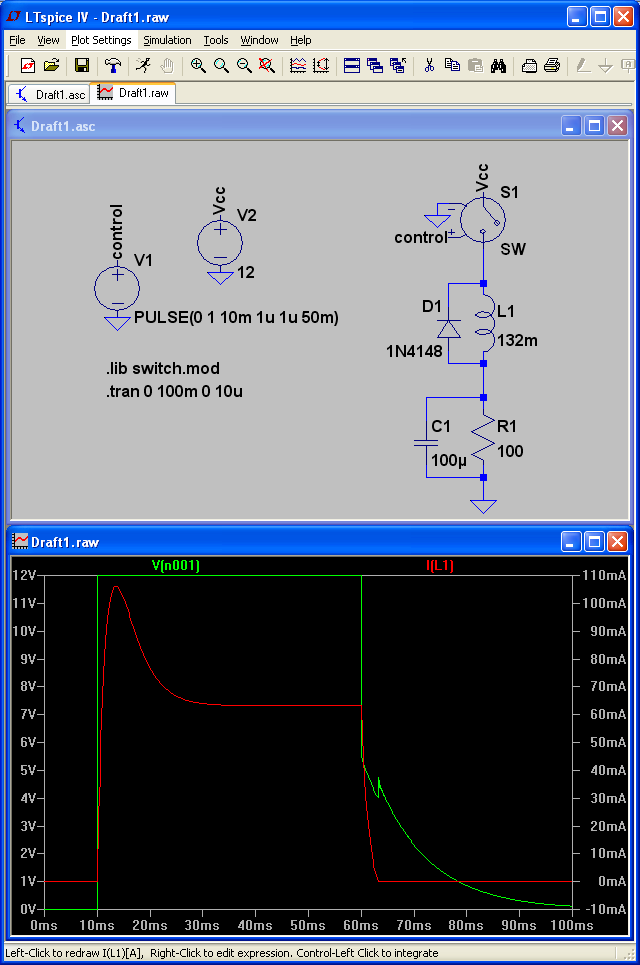 LTspice IV - Draft1.raw
File View Plot Settings Simulation Tools Window Help
Draft1.asc Draft1.raw
Draft1.asc
control
V1
PULSE(0 1 10m 1u 1u 50m)
Vcc
V2
12
.lib switch.mod
.tran 0 100m 0 10u
Vcc
S1
control
SW
D1
1N4148
L1
132m
C1
100µ
R1
100
Draft1.raw
V(n001) I(L1)
12V 110mA
11V 100mA
10V 90mA
9V 80mA
8V 70mA
7V 60mA
6V 50mA
5V 40mA
4V 30mA
3V 20mA
2V 10mA
1V 0mA
0V -10mA
0ms 10ms 20ms 30ms 40ms 50ms 60ms 70ms 80ms 90ms 100ms
Left-Click to redraw I(L1)[A], Right-Click to edit expression. Control-Left Click to integrate